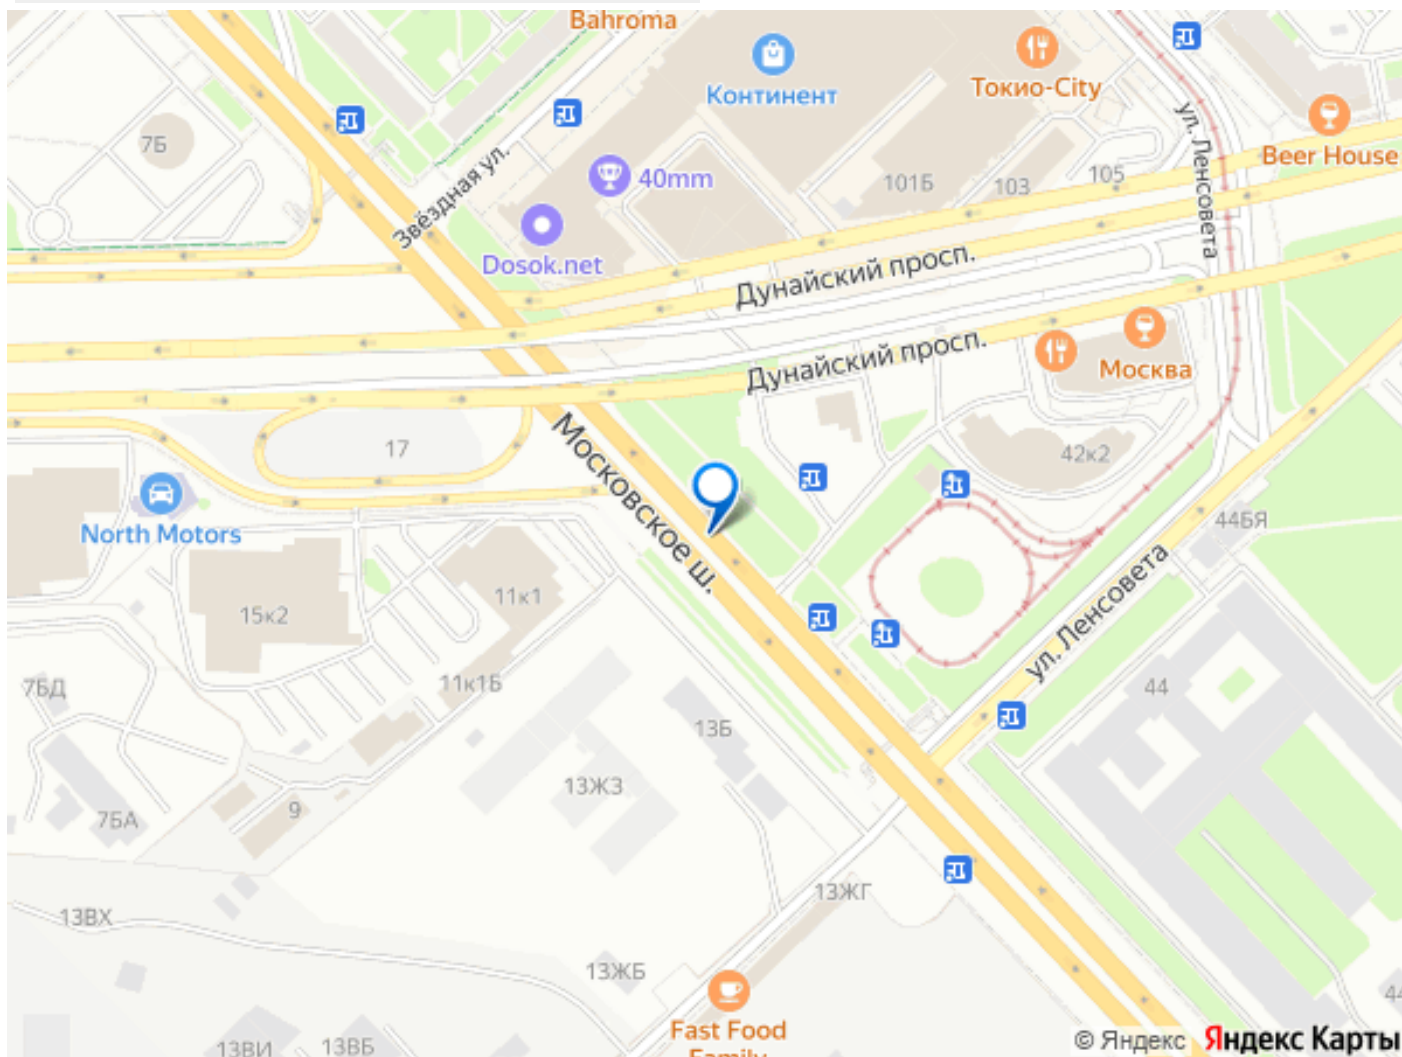 Bahroma
Континент
Токио-City
ул. Ленсовета
Beer House
7Б
Звёздная ул.
40mm
101Б
103
105
Dosok.net
Дунайский просп.
Дунайский просп.
Москва
17
Московское ш.
42к2
North Motors
44БЯ
15к2
11к1
ул. Ленсовета
7БД
11к1Б
13Б
44
13ЖЗ
7БА
9
13ВХ
13ЖГ
13ЖБ
Fast Food
Family
13ВИ
13ВБ
© Яндекс Яндекс Карты